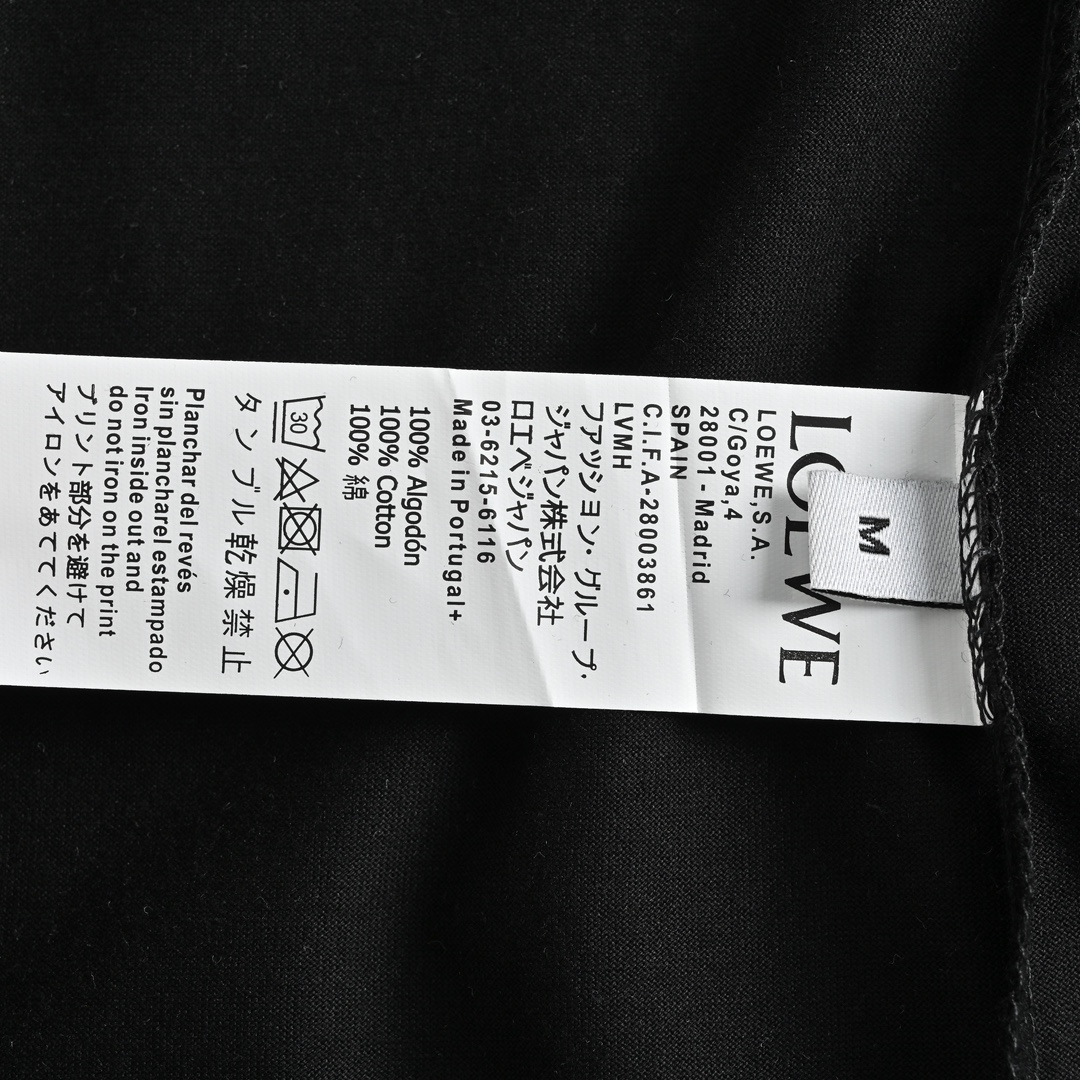 LOEWE
M
LOEWE,S.A.
C/Goya,4
28001 - Madrid
SPAIN
C.I.F.A-28003861
LVMH
ファッション・グループ・
ジャパン株式会社
ロエベジャパン
03-6215-6116
Made in Portugal+
100% Algodón
100% Cotton
100% 綿
30
タンブル乾燥禁止
Planchar del revés
sin plancharel estampado
Iron inside out and
do not iron on the print
プリント部分を避けて
アイロンをあててください